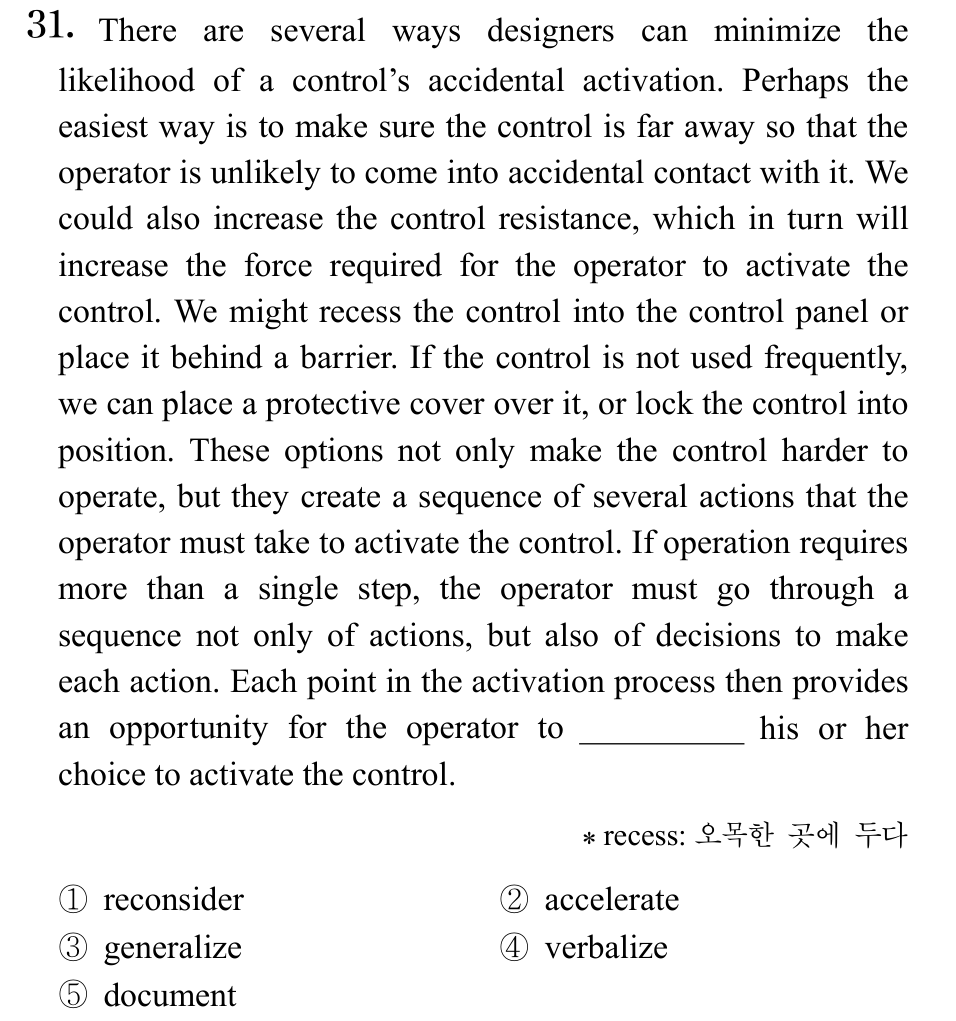 31. There are several ways designers can minimize the
likelihood of a control's accidental activation. Perhaps the
easiest way is to make sure the control is far away so that the
operator is unlikely to come into accidental contact with it. We
could also increase the control resistance, which in turn will
increase the force required for the operator to activate the
control. We might recess the control into the control panel or
place it behind a barrier. If the control is not used frequently,
we can place a protective cover over it, or lock the control into
position. These options not only make the control harder to
operate, but they create a sequence of several actions that the
operator must take to activate the control. If operation requires
more than a single step, the operator must go through a
sequence not only of actions, but also of decisions to make
each action. Each point in the activation process then provides
an opportunity for the operator to __________ his or her
choice to activate the control.
* recess: 오목한 곳에 두다
① reconsider ② accelerate
③ generalize ④ verbalize
⑤ document